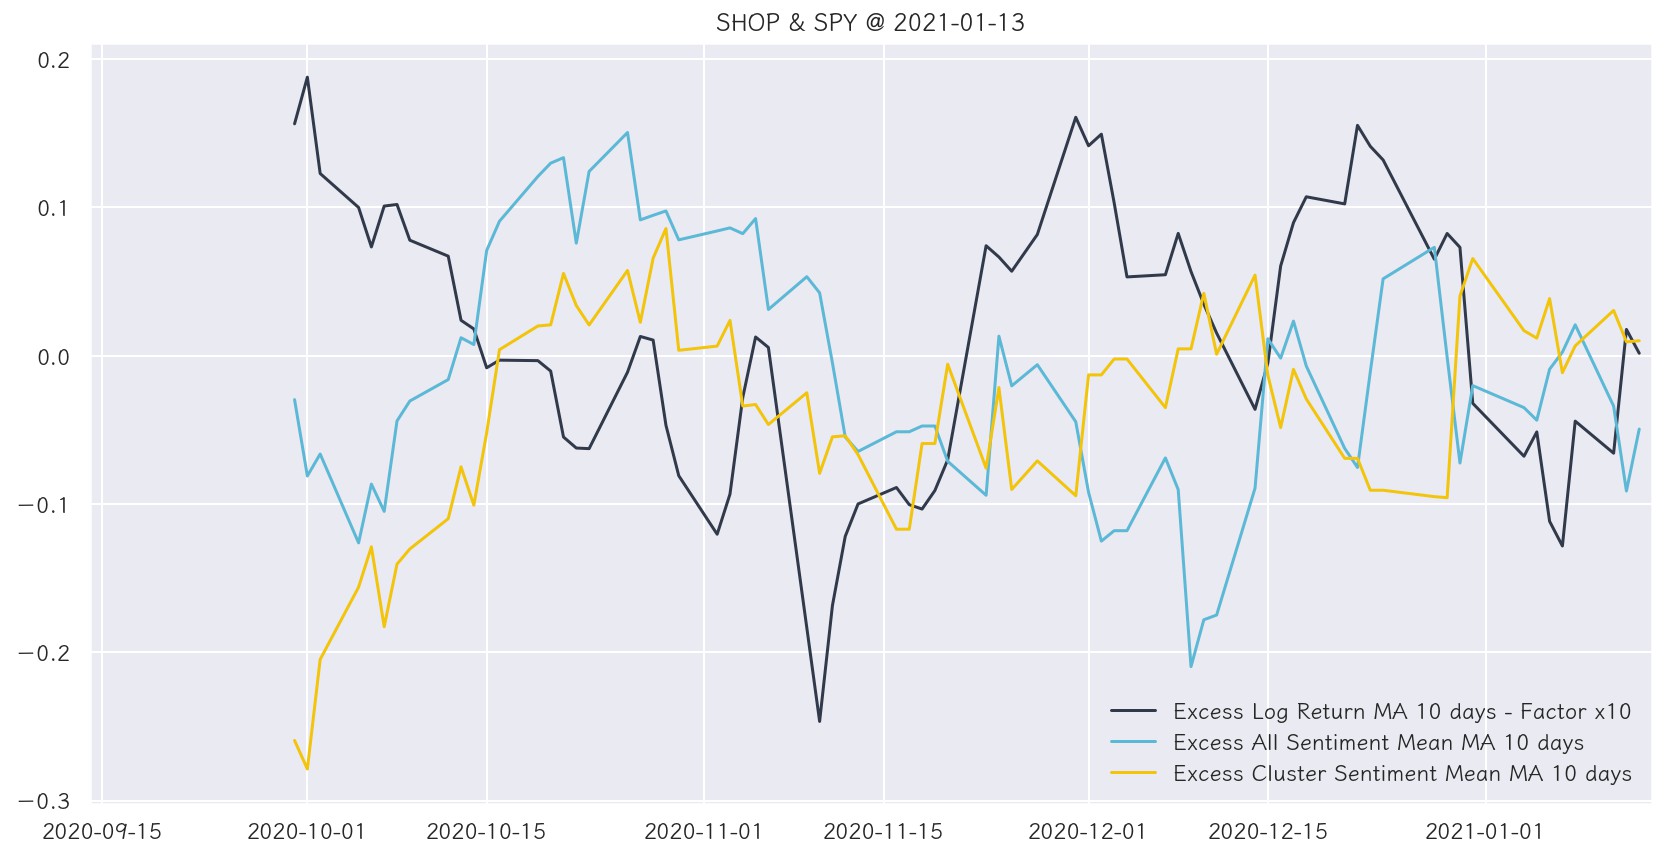 SHOP & SPY @ 2021-01-13
0.2
0.1
0.0
−0.1
−0.2
−0.3
Excess Log Return MA 10 days - Factor x10
Excess All Sentiment Mean MA 10 days
Excess Cluster Sentiment Mean MA 10 days
2020-09-15 2020-10-01 2020-10-15 2020-11-01 2020-11-15 2020-12-01 2020-12-15 2021-01-01